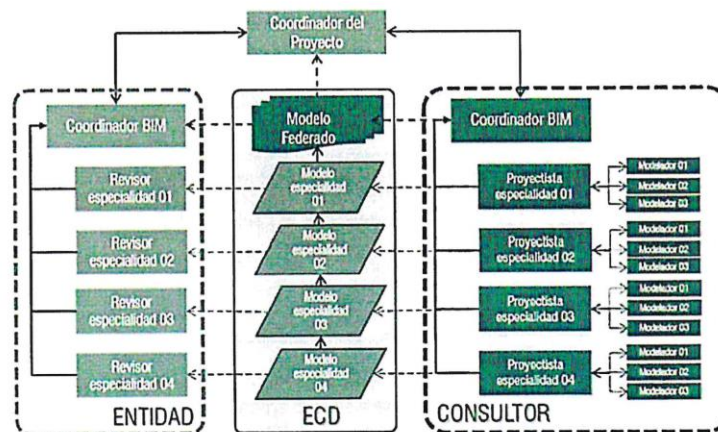 Coordinador del
Proyecto
Coordinador BIM
Modelo
Federado
Coordinador BIM
Revisor
especialidad 01
Modelo
especialidad
01
Proyectista
especialidad 01
Modelador 01
Modelador 02
Modelador 03
Revisor
especialidad 02
Modelo
especialidad
02
Proyectista
especialidad 02
Modelador 01
Modelador 02
Modelador 03
Revisor
especialidad 03
Modelo
especialidad
03
Proyectista
especialidad 03
Modelador 01
Modelador 02
Modelador 03
Revisor
especialidad 04
Modelo
especialidad
04
Proyectista
especialidad 04
Modelador 01
Modelador 02
Modelador 03
ENTIDAD
ECD
CONSULTOR